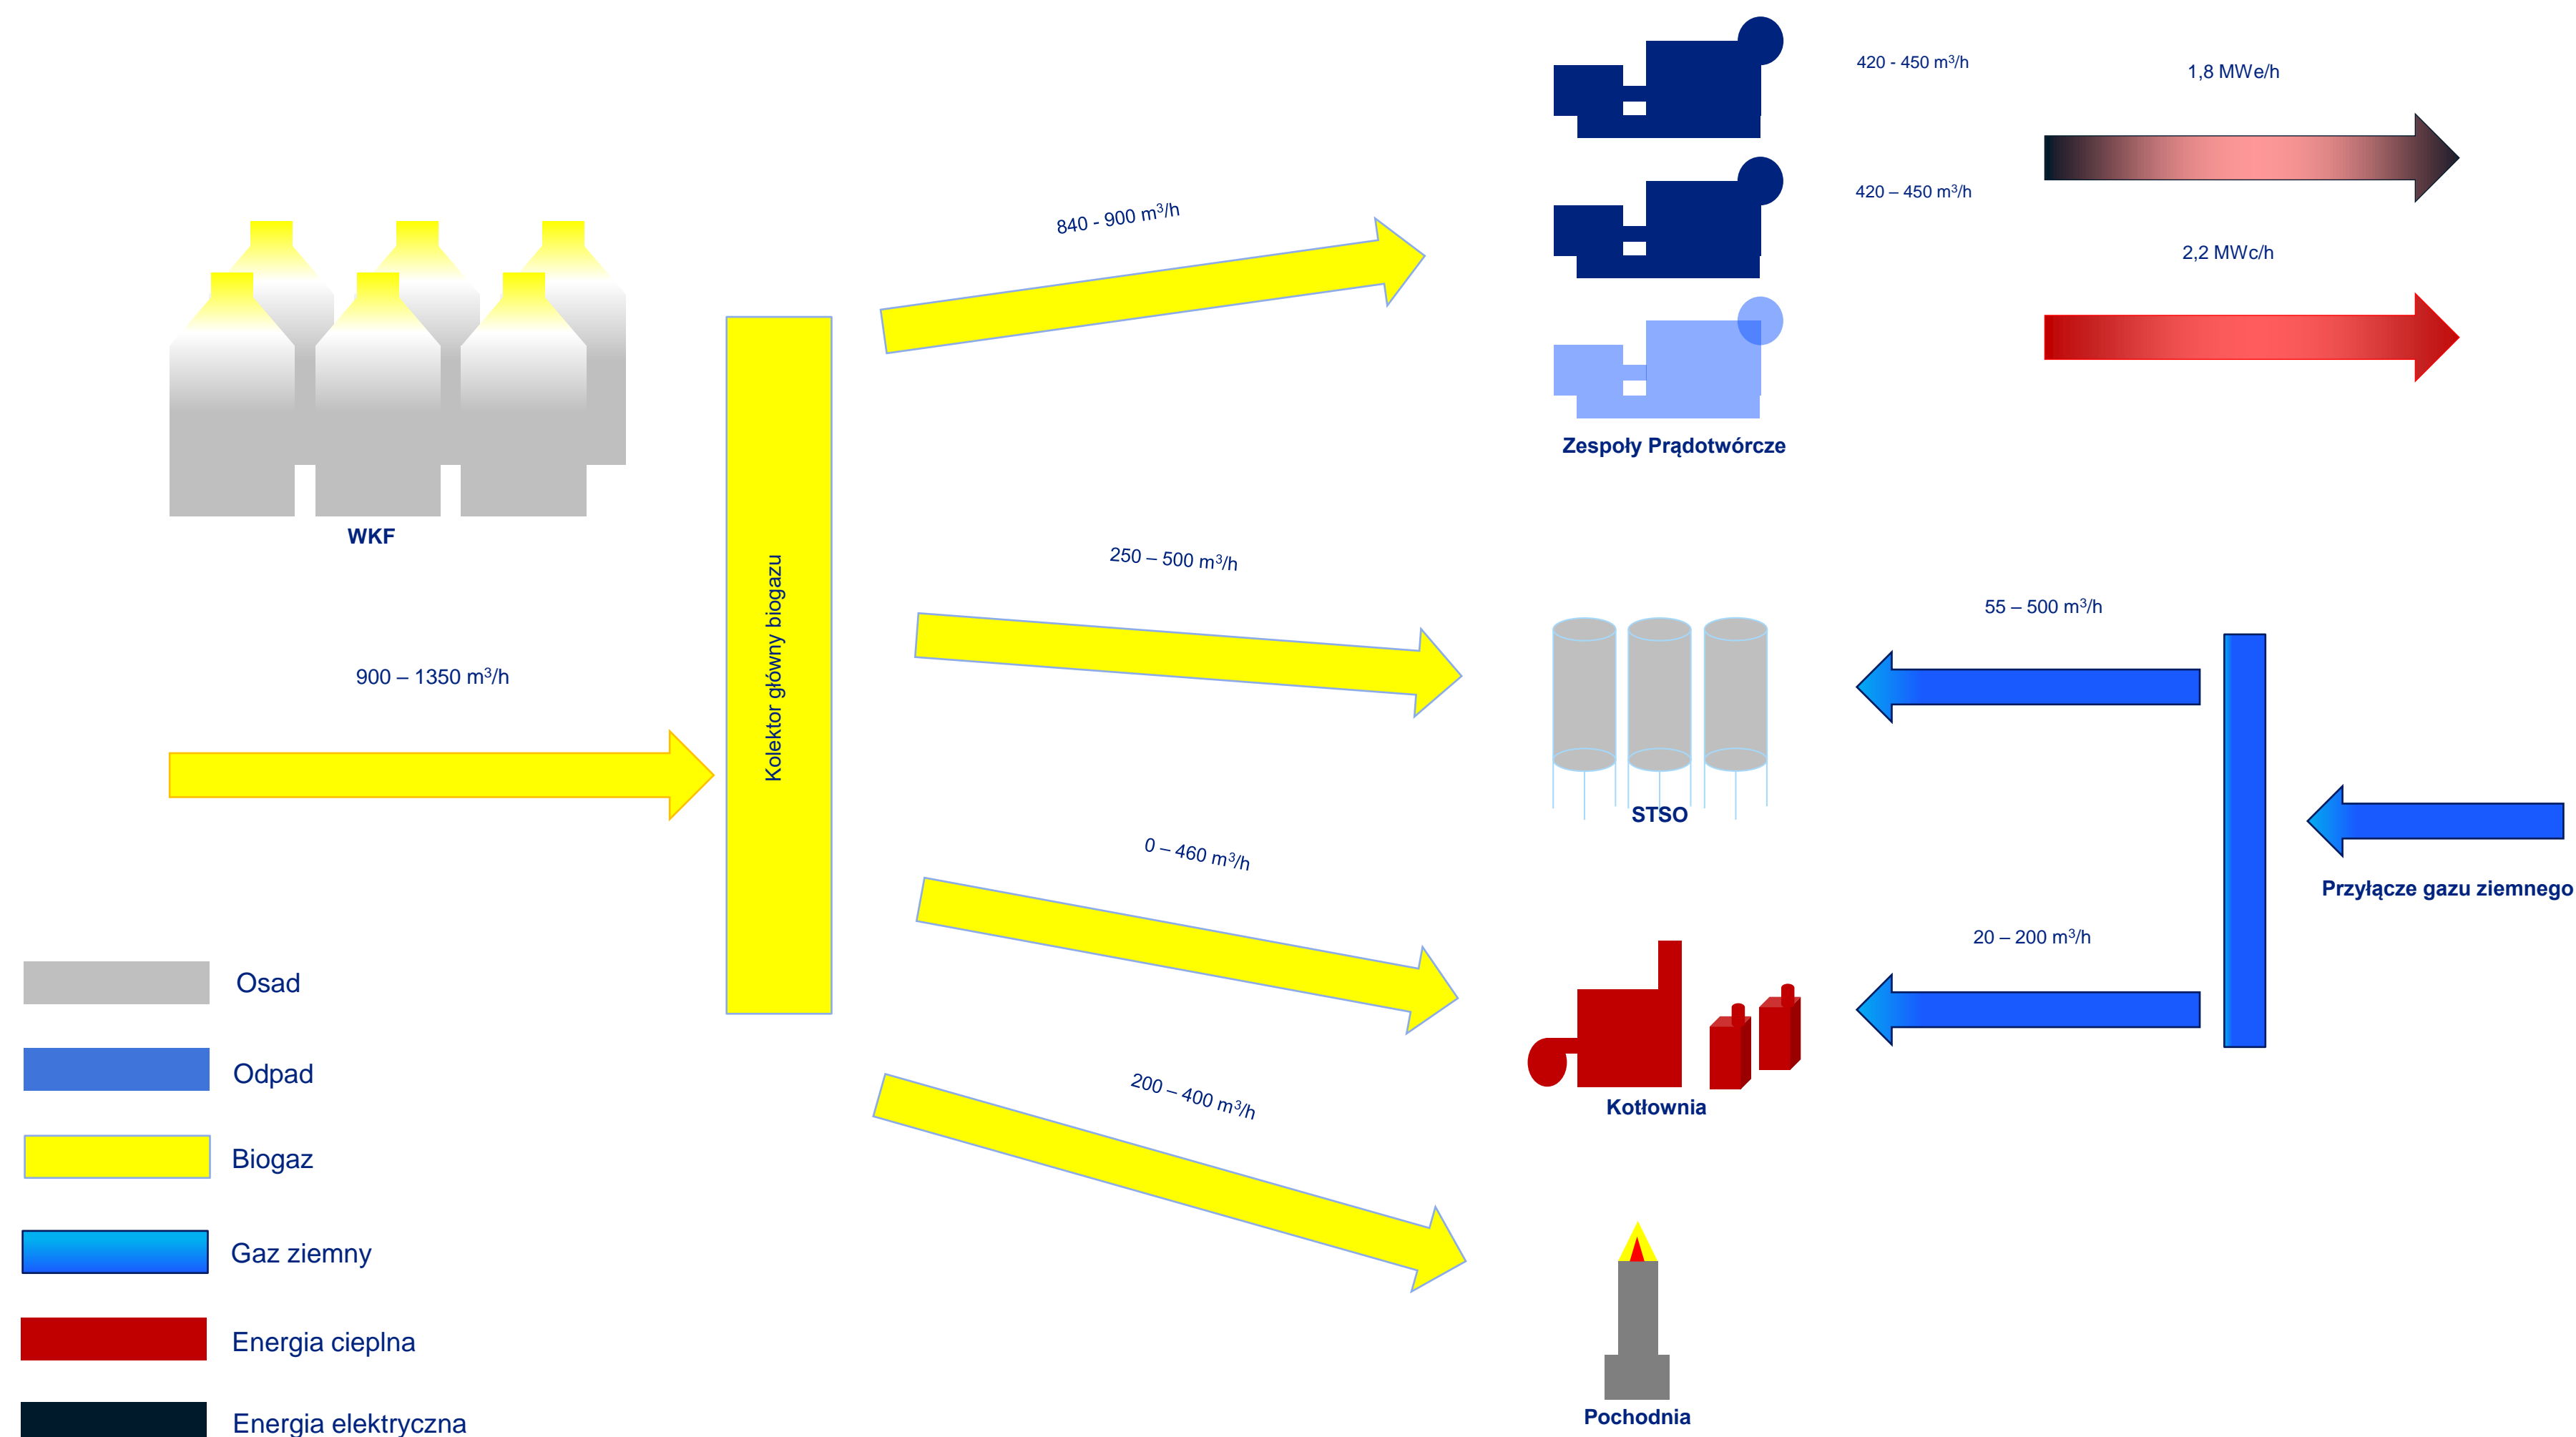 420 - 450 m³/h
1,8 MWe/h
420 – 450 m³/h
840 - 900 m³/h
2,2 MWc/h
Zespoły Prądotwórcze
WKF
250 – 500 m³/h
55 – 500 m³/h
900 – 1350 m³/h
Kolektor główny biogazu
STSO
0 – 460 m³/h
Przyłącze gazu ziemnego
20 – 200 m³/h
Osad
Odpad
200 – 400 m³/h
Kotłownia
Biogaz
Gaz ziemny
Energia cieplna
Pochodnia
Energia elektryczna